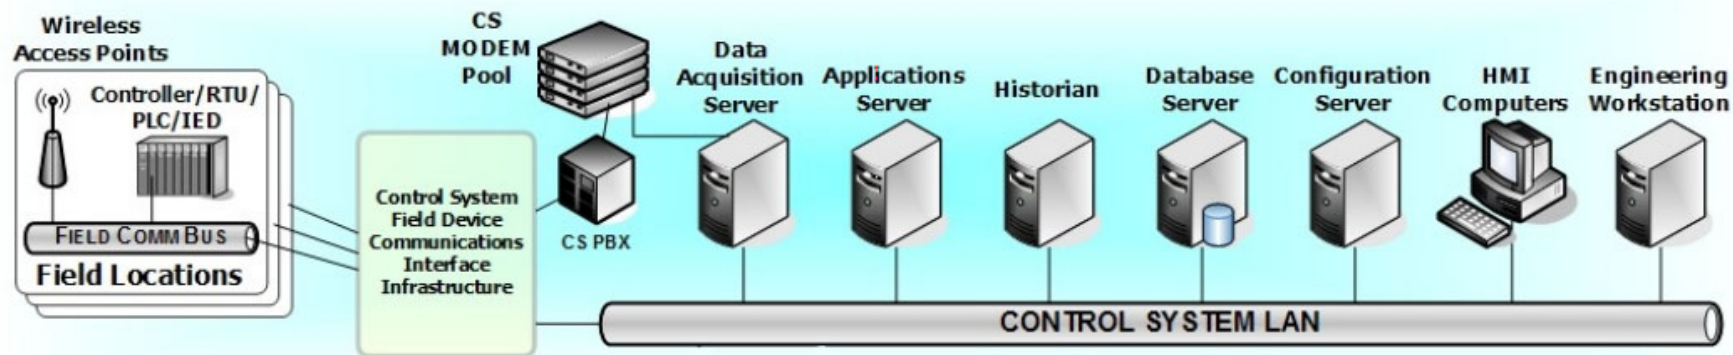 Wireless
Access Points
Controller/RTU/
PLC/IED
FIELD COMM BUS
Field Locations
Control System
Field Device
Communications
Interface
Infrastructure
CS
MODEM
Pool
CS PBX
Data
Acquisition
Server
Applications
Server
Historian
Database
Server
Configuration
Server
HMI
Computers
Engineering
Workstation
CONTROL SYSTEM LAN